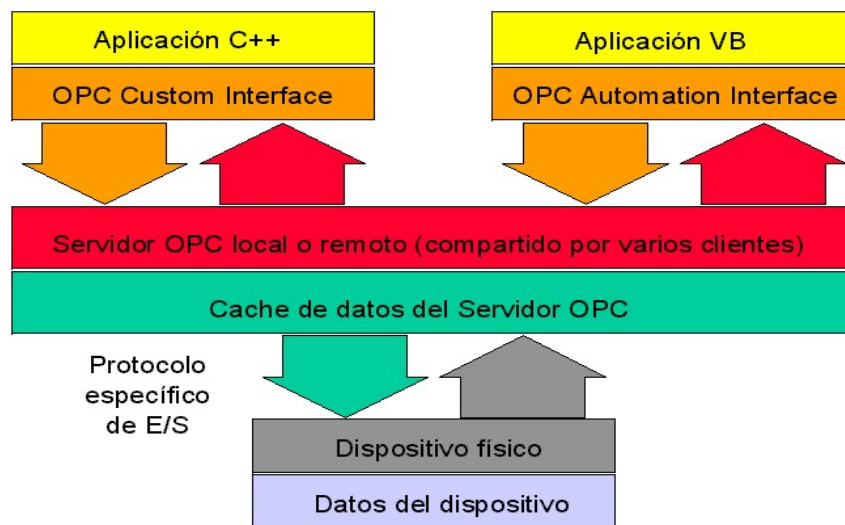 Aplicación C++
Aplicación VB
OPC Custom Interface
OPC Automation Interface
Servidor OPC local o remoto (compartido por varios clientes)
Cache de datos del Servidor OPC
Protocolo
específico
de E/S
Dispositivo físico
Datos del dispositivo